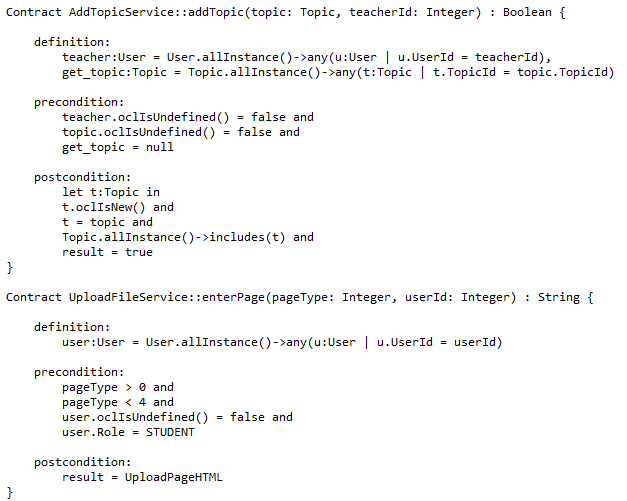 Contract AddTopicService::addTopic(topic: Topic, teacherId: Integer) : Boolean {
definition:
teacher:User = User.allInstance()->any(u:User | u.UserId = teacherId),
get_topic:Topic = Topic.allInstance()->any(t:Topic | t.TopicId = topic.TopicId)
precondition:
teacher.oclIsUndefined() = false and
topic.oclIsUndefined() = false and
get_topic = null
postcondition:
let t:Topic in
t.oclIsNew() and
t = topic and
Topic.allInstance()->includes(t) and
result = true
}
Contract UploadFileService::enterPage(pageType: Integer, userId: Integer) : String {
definition:
user:User = User.allInstance()->any(u:User | u.UserId = userId)
precondition:
pageType > 0 and
pageType < 4 and
user.oclIsUndefined() = false and
user.Role = STUDENT
postcondition:
result = UploadPageHTML
}